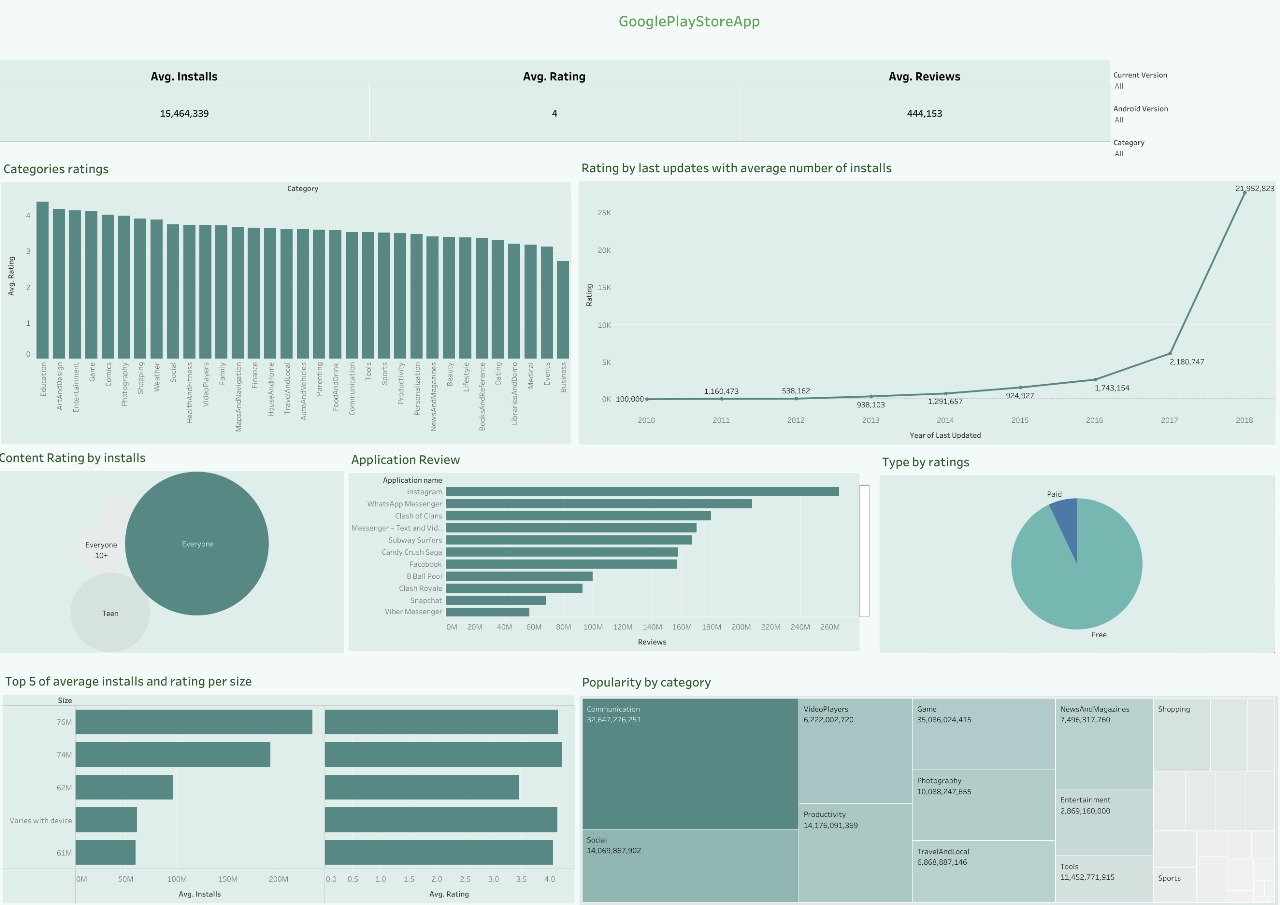 GooglePlayStoreApp
Avg. Installs
Avg. Rating
Avg. Reviews
15,464,339
4
444,153
Current Version
All
Android Version
All
Category
All
Categories ratings
Category
Avg. Rating
4
3
2
1
0
Education
ArtAndDesign
Entertainment
Game
Comics
Photography
Shopping
Weather
Social
HealthAndFitness
VideoPlayers
Family
MapsAndNavigation
Finance
HouseAndHome
TravelAndLocal
AutoAndVehicles
Parenting
FoodAndDrink
Communication
Tools
Sports
Productivity
Personalization
NewsAndMagazines
Beauty
Lifestyle
BooksAndReference
Dating
LibrariesAndDemo
Medical
Events
Business
Rating by last updates with average number of installs
Rating
25K
20K
15K
10K
5K
0K
100,000
1,160,473
538,162
938,103
1,291,657
924,927
1,743,154
2,180,747
21,952,823
2010
2011
2012
2013
2014
2015
2016
2017
2018
Year of Last Updated
Content Rating by installs
Everyone
Everyone
10+
Teen
Application Review
Application name
Instagram
WhatsApp Messenger
Clash of Clans
Messenger – Text and Vid..
Subway Surfers
Candy Crush Saga
Facebook
8 Ball Pool
Clash Royale
Snapchat
Viber Messenger
0M 20M 40M 60M 80M 100M 120M 140M 160M 180M 200M 220M 240M 260M
Reviews
Type by ratings
Paid
Free
Top 5 of average installs and rating per size
Size
76M
74M
62M
Varies with device
61M
0M 50M 100M 150M 200M
Avg. Installs
0.0 0.5 1.0 1.5 2.0 2.5 3.0 3.5 4.0
Avg. Rating
Popularity by category
Communication
32,647,276,251
Social
14,069,867,902
VideoPlayers
6,222,002,720
Productivity
14,176,091,369
Game
35,086,024,415
Photography
10,088,247,655
TravelAndLocal
6,868,887,146
NewsAndMagazines
7,496,317,760
Entertainment
2,869,160,000
Tools
11,452,771,915
Shopping
Sports